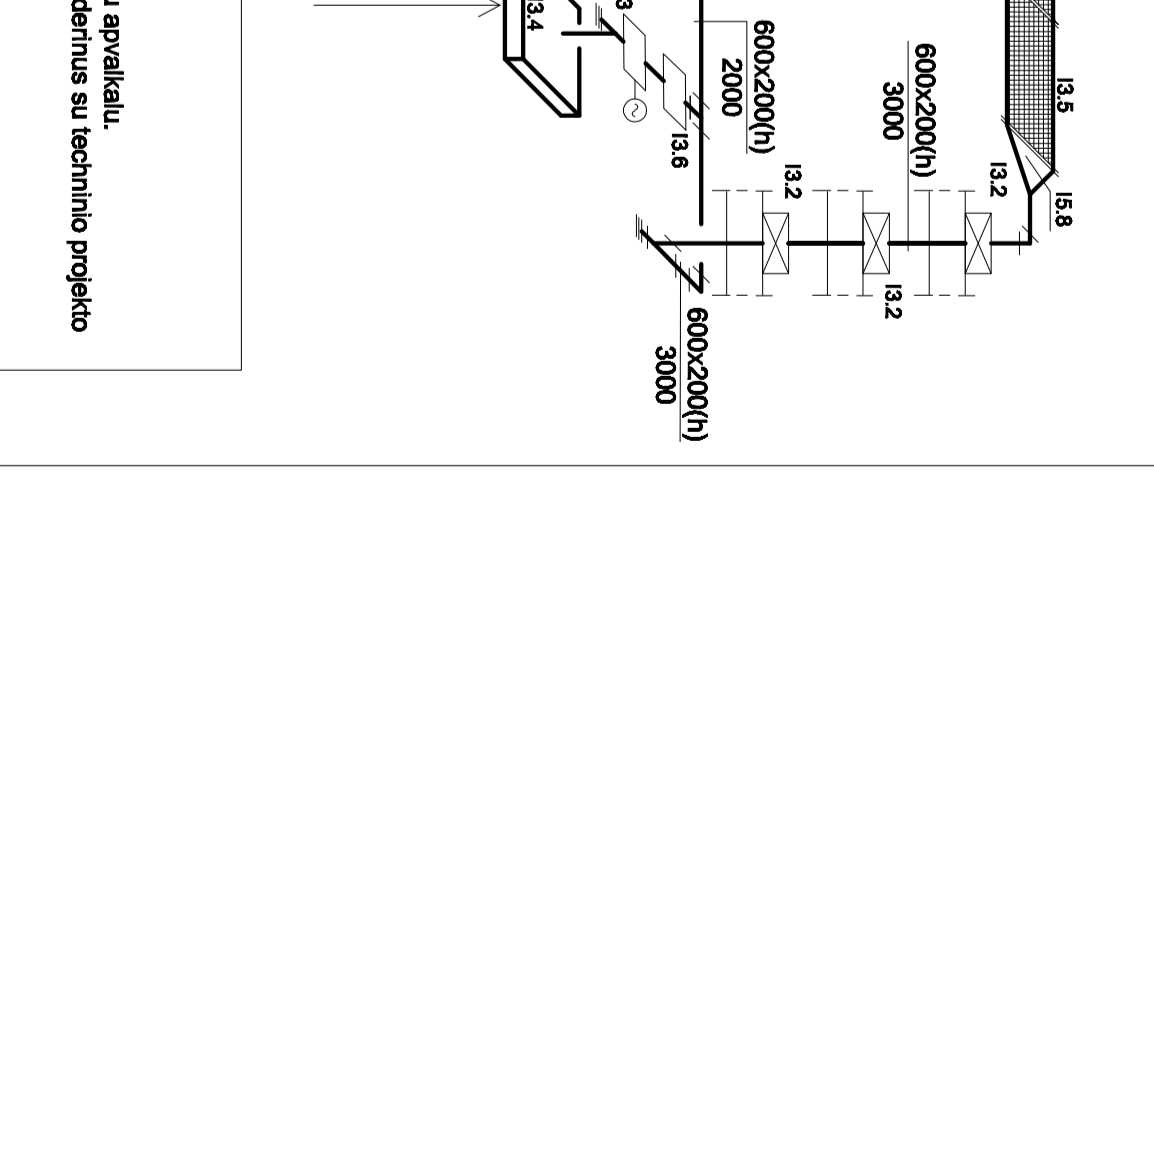 I3.5
I5.8
I3.2
600x200(h)
3000
I3.2
I3.2
600x200(h)
2000
600x200(h)
3000
I3.6
3
I3.4
apvalkalu.
derinus su techninio projekto